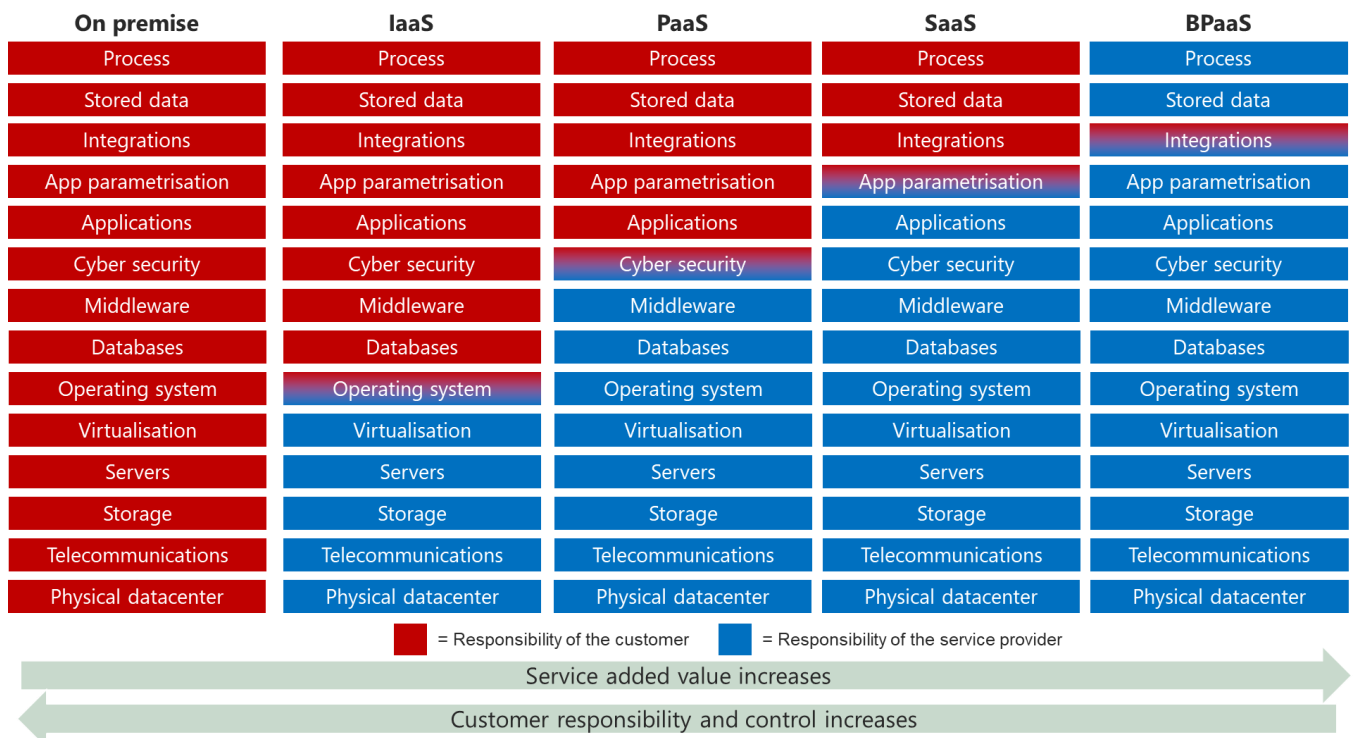 On premise IaaS PaaS SaaS BPaaS
Process Process Process Process Process
Stored data Stored data Stored data Stored data Stored data
Integrations Integrations Integrations Integrations Integrations
App parametrisation App parametrisation App parametrisation App parametrisation App parametrisation
Applications Applications Applications Applications Applications
Cyber security Cyber security Cyber security Cyber security Cyber security
Middleware Middleware Middleware Middleware Middleware
Databases Databases Databases Databases Databases
Operating system Operating system Operating system Operating system Operating system
Virtualisation Virtualisation Virtualisation Virtualisation Virtualisation
Servers Servers Servers Servers Servers
Storage Storage Storage Storage Storage
Telecommunications Telecommunications Telecommunications Telecommunications Telecommunications
Physical datacenter Physical datacenter Physical datacenter Physical datacenter Physical datacenter
= Responsibility of the customer = Responsibility of the service provider
Service added value increases
Customer responsibility and control increases